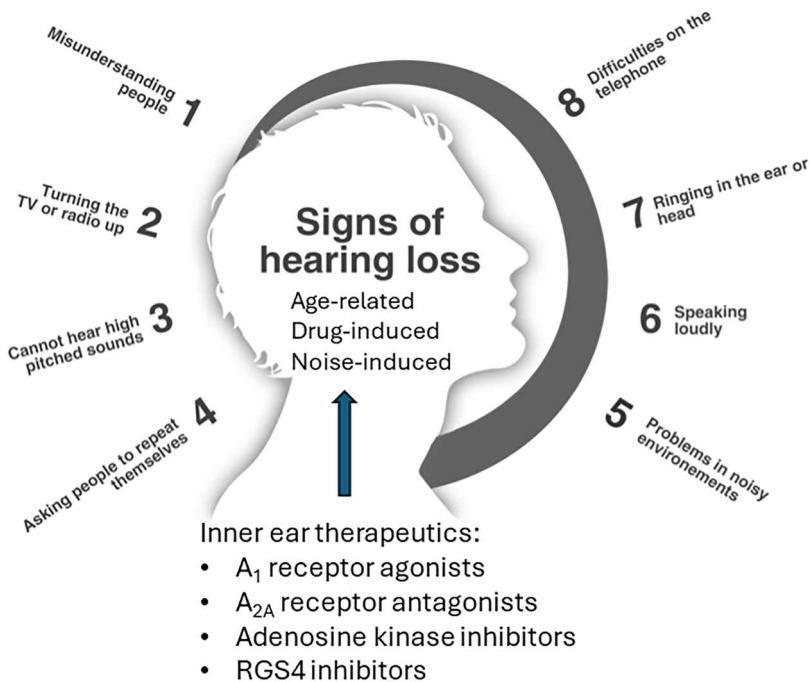 Signs of
hearing loss
Age-related
Drug-induced
Noise-induced
Misunderstanding
people
1
Turning the
TV or radio up
2
Cannot hear high
pitched sounds
3
Asking people to repeat
themselves
4
5
Problems in noisy
environements
6
Speaking
loudly
7
Ringing in the ear or
head
8
Difficulties on the
telephone
Inner ear therapeutics:
• A₁ receptor agonists
• A₂A receptor antagonists
• Adenosine kinase inhibitors
• RGS4 inhibitors